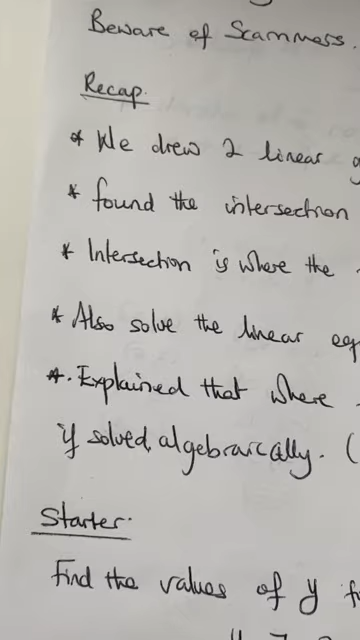 Beware of Scammers.
Recap.
* We drew 2 linear
* found the intersection
* Intersection is where the
* Also solve the linear
*. Explained that where
if solved algebraically. (
Starter.
Find the values of y